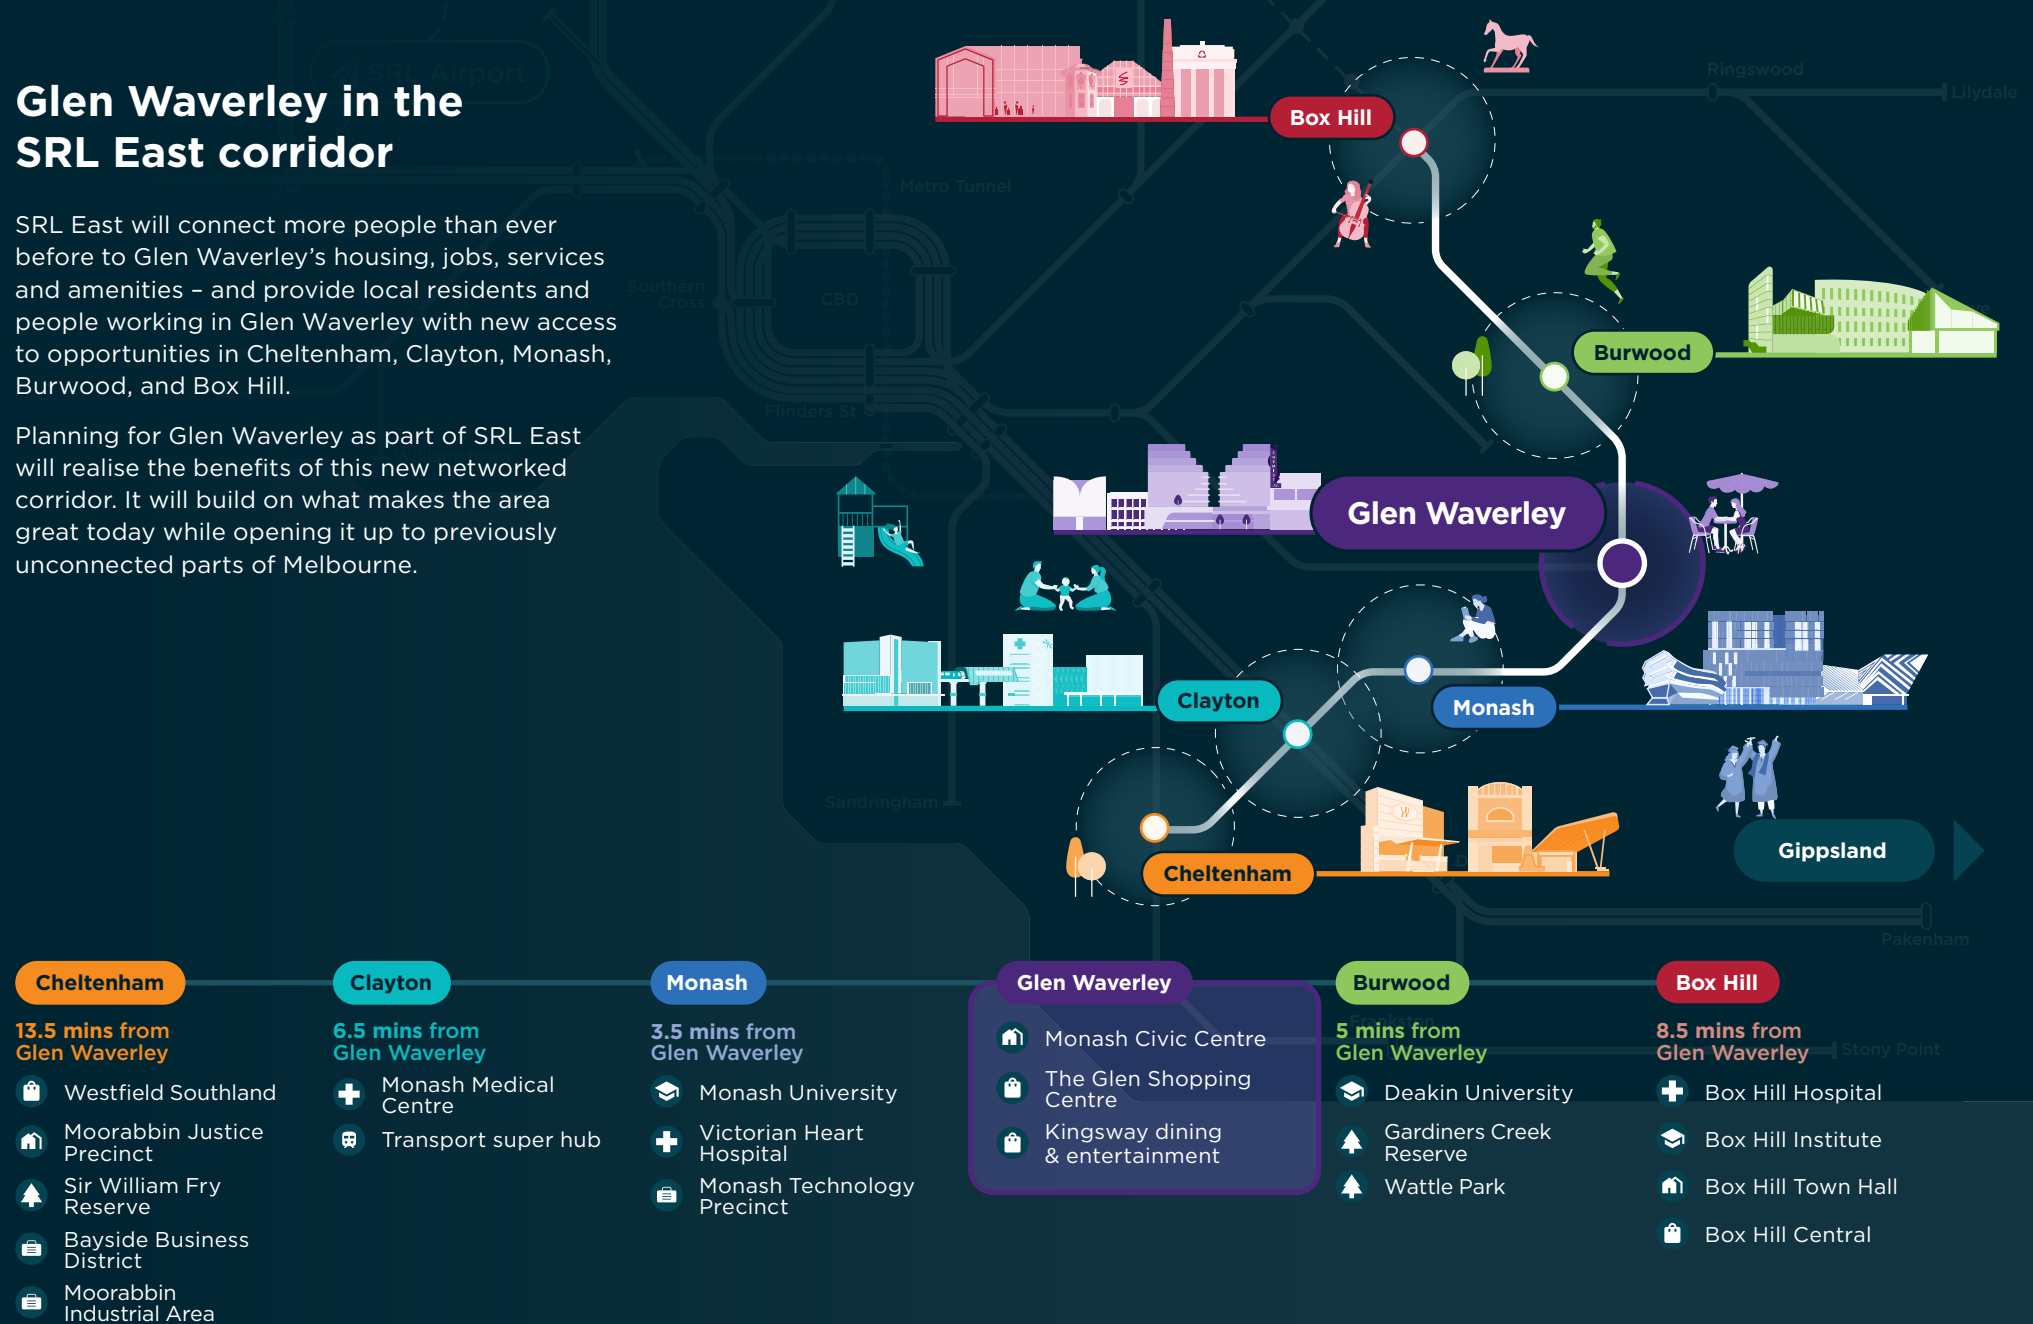 SRL Airport
Glen Waverley in the
SRL East corridor
SRL East will connect more people than ever
before to Glen Waverley’s housing, jobs, services
and amenities – and provide local residents and
people working in Glen Waverley with new access
to opportunities in Cheltenham, Clayton, Monash,
Burwood, and Box Hill.
Planning for Glen Waverley as part of SRL East
will realise the benefits of this new networked
corridor. It will build on what makes the area
great today while opening it up to previously
unconnected parts of Melbourne.
Box Hill
Ringswood
Lilydale
Metro Tunnel
Southern
Cross
CBD
Burwood
Flinders St
Glen Waverley
Clayton
Monash
Sandringham
Cheltenham
Gippsland
Pakenham
Frankston
Stony Point
Cheltenham
13.5 mins from
Glen Waverley
Westfield Southland
Moorabbin Justice
Precinct
Sir William Fry
Reserve
Bayside Business
District
Moorabbin
Industrial Area
Clayton
6.5 mins from
Glen Waverley
Monash Medical
Centre
Transport super hub
Monash
3.5 mins from
Glen Waverley
Monash University
Victorian Heart
Hospital
Monash Technology
Precinct
Glen Waverley
Monash Civic Centre
The Glen Shopping
Centre
Kingsway dining
& entertainment
Burwood
5 mins from
Glen Waverley
Deakin University
Gardiners Creek
Reserve
Wattle Park
Box Hill
8.5 mins from
Glen Waverley
Box Hill Hospital
Box Hill Institute
Box Hill Town Hall
Box Hill Central